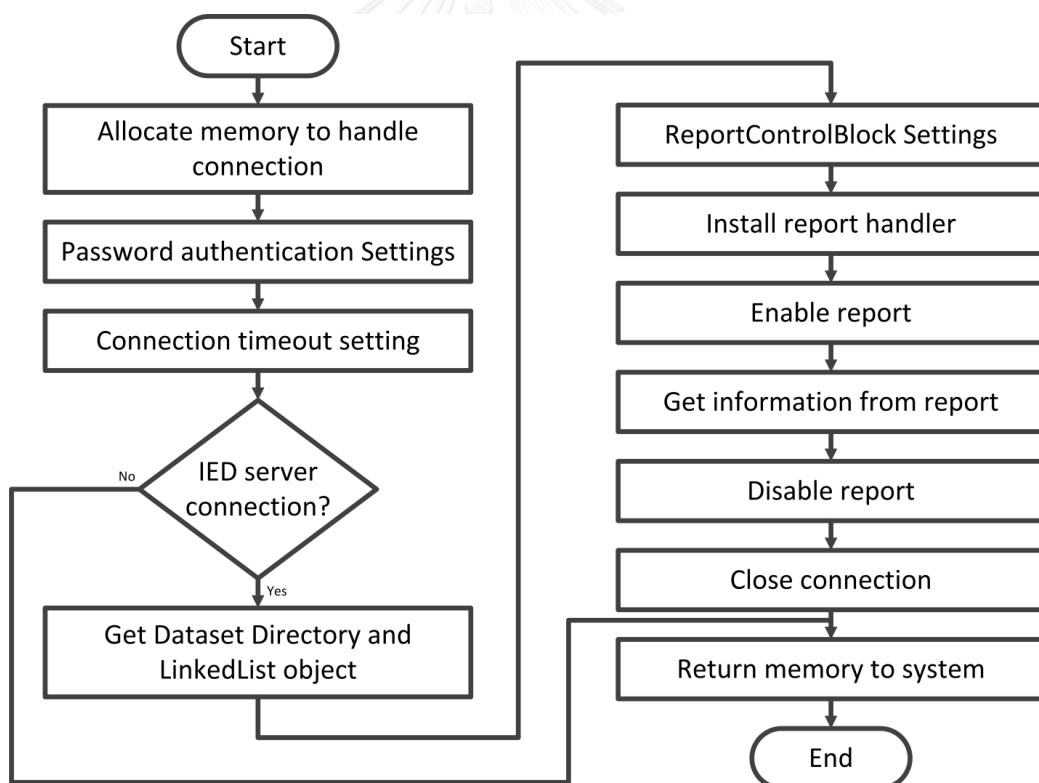 Start
Allocate memory to handle
connection
Password authentication Settings
Connection timeout setting
IED server
connection?
No
Yes
Get Dataset Directory and
LinkedList object
ReportControlBlock Settings
Install report handler
Enable report
Get information from report
Disable report
Close connection
Return memory to system
End